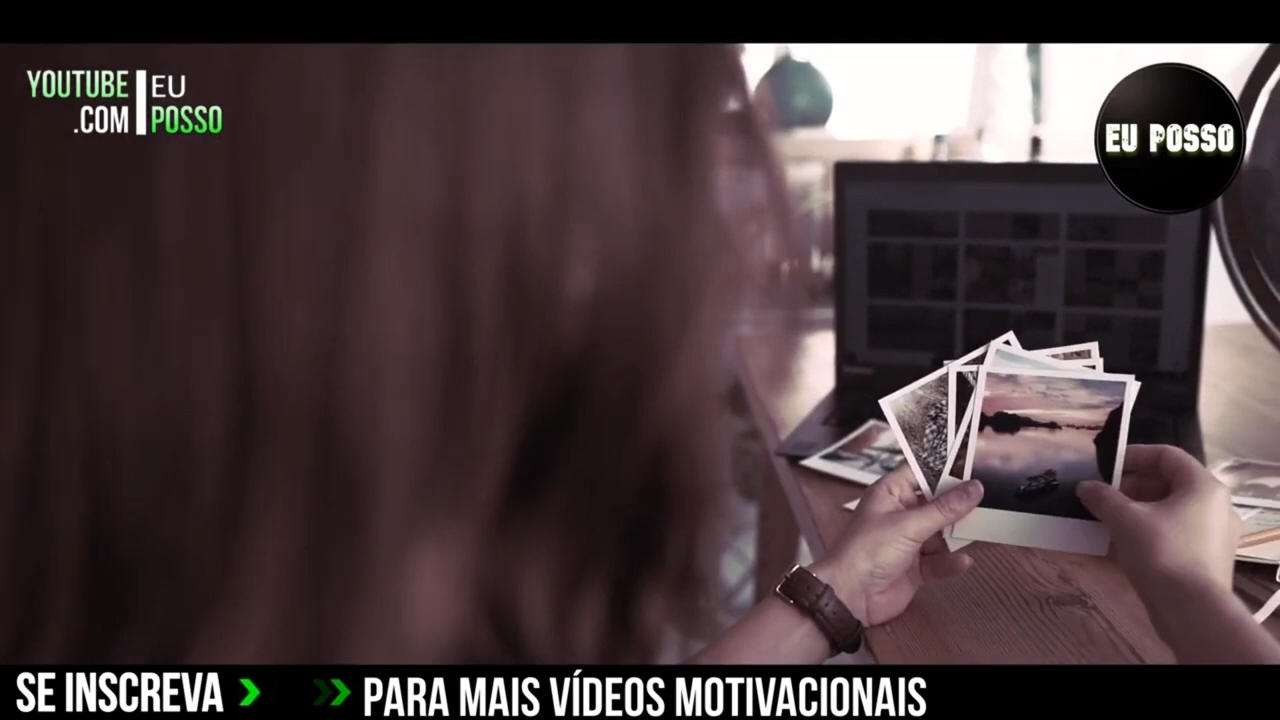 YOUTUBE
.COM
EU
POSSO
EU POSSO
SE INSCREVA
PARA MAIS VÍDEOS MOTIVACIONAIS